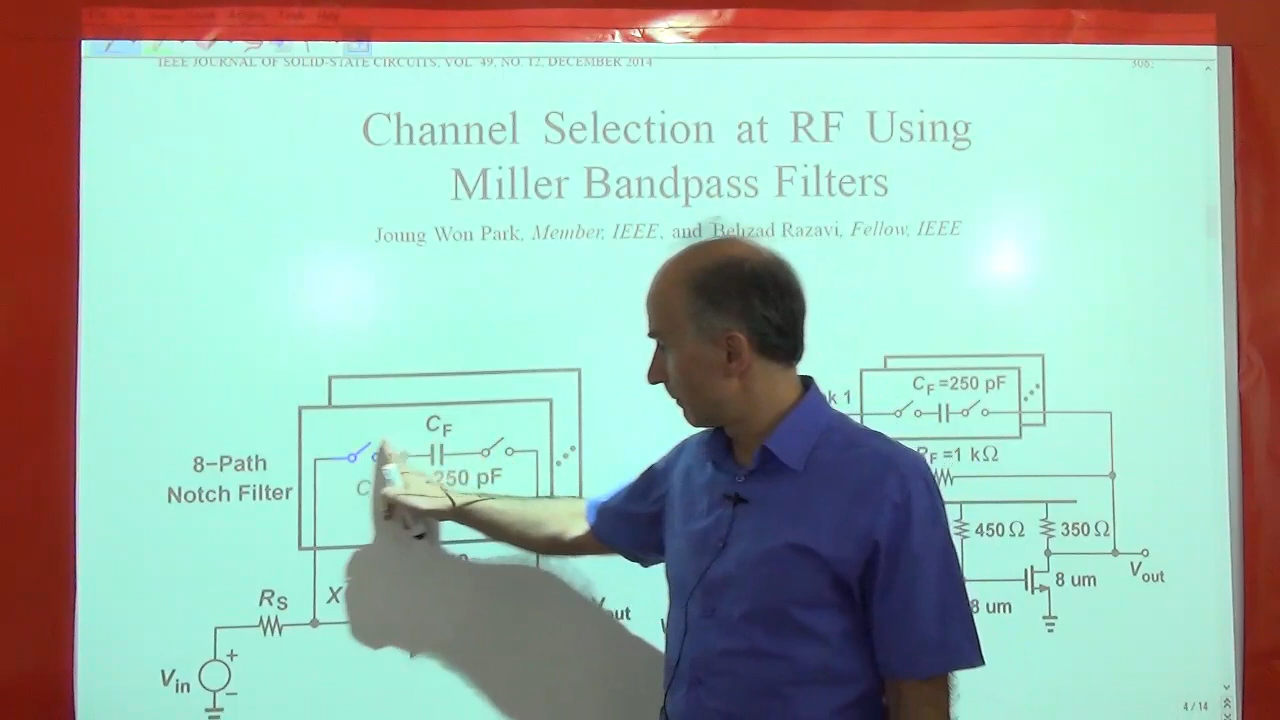 IEEE JOURNAL OF SOLID-STATE CIRCUITS, VOL. 49, NO. 12, DECEMBER 2014
Channel Selection at RF Using
Miller Bandpass Filters
Joung Won Park, Member, IEEE, and Behzad Razavi, Fellow, IEEE
8−Path
Notch Filter
CF
250 pF
RS
X
Vin
+
−
CF =250 pF
k 1
RF =1 kΩ
450 Ω
350 Ω
8 um
8 um
Vout
4 / 14